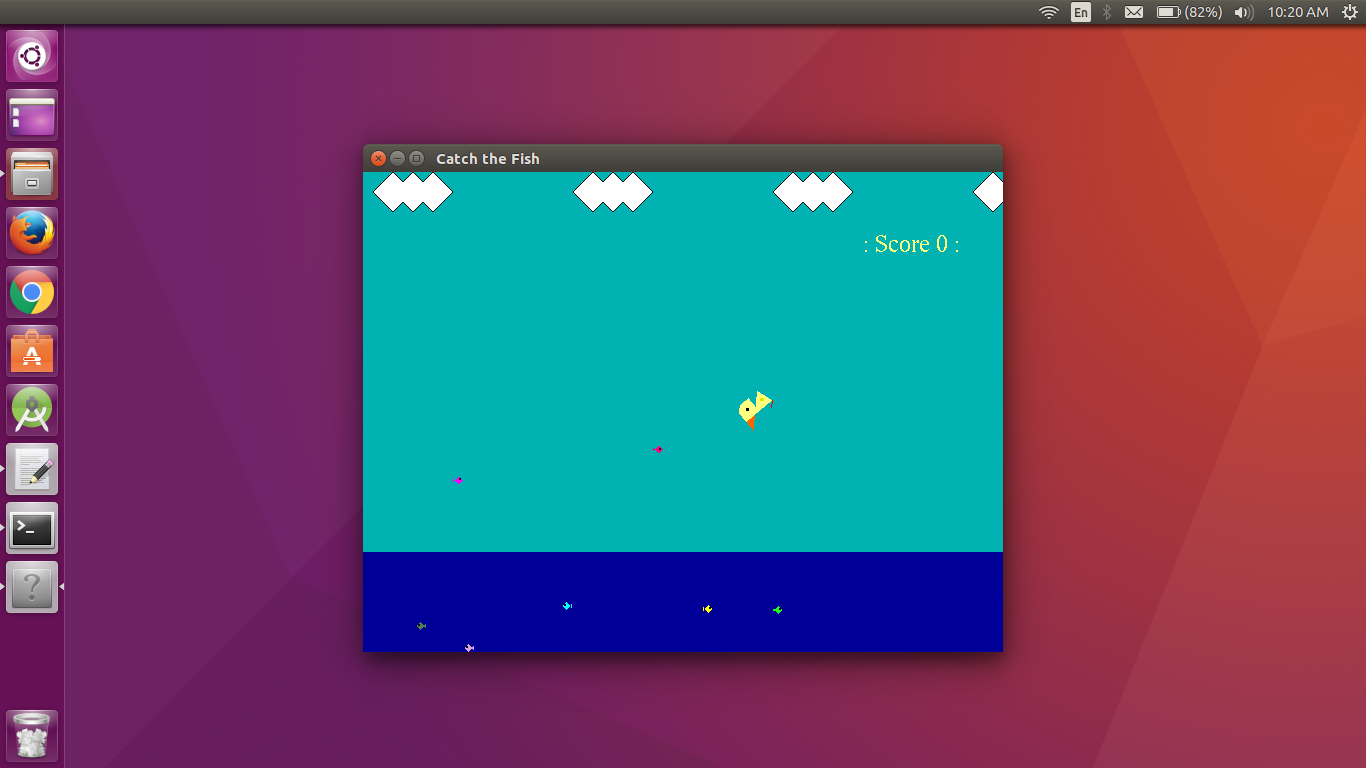 En
(82%)
10:20 AM
Catch the Fish
: Score 0 :